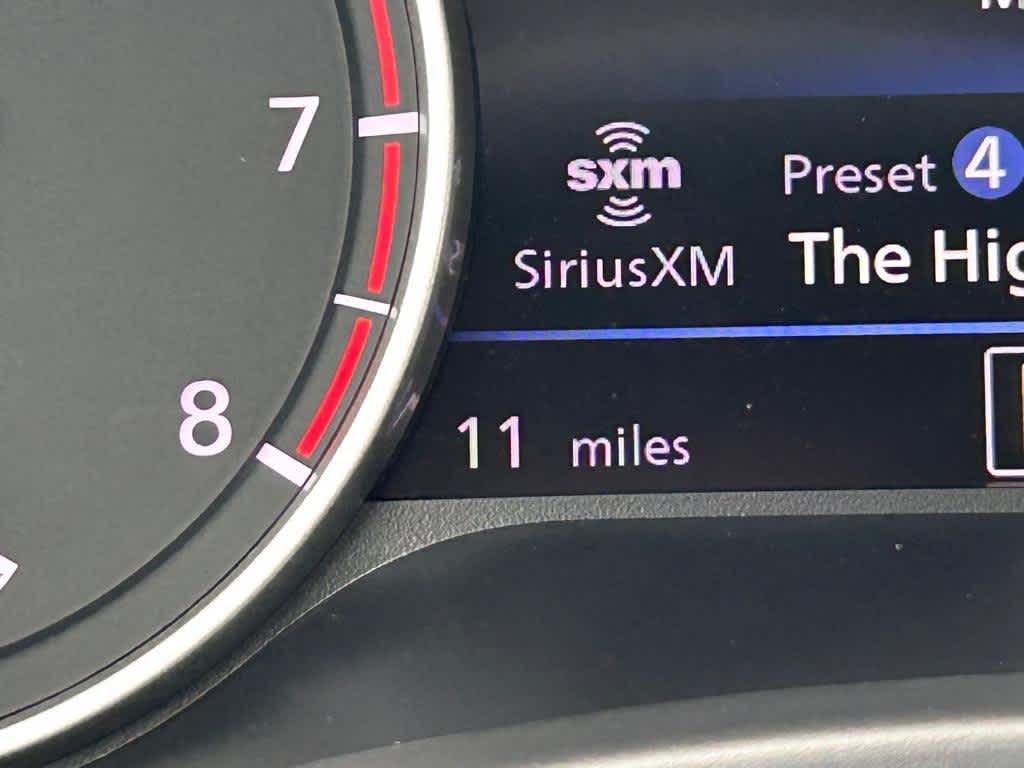 7
sxm
Preset 4
SiriusXM
The Hig
8
11 miles